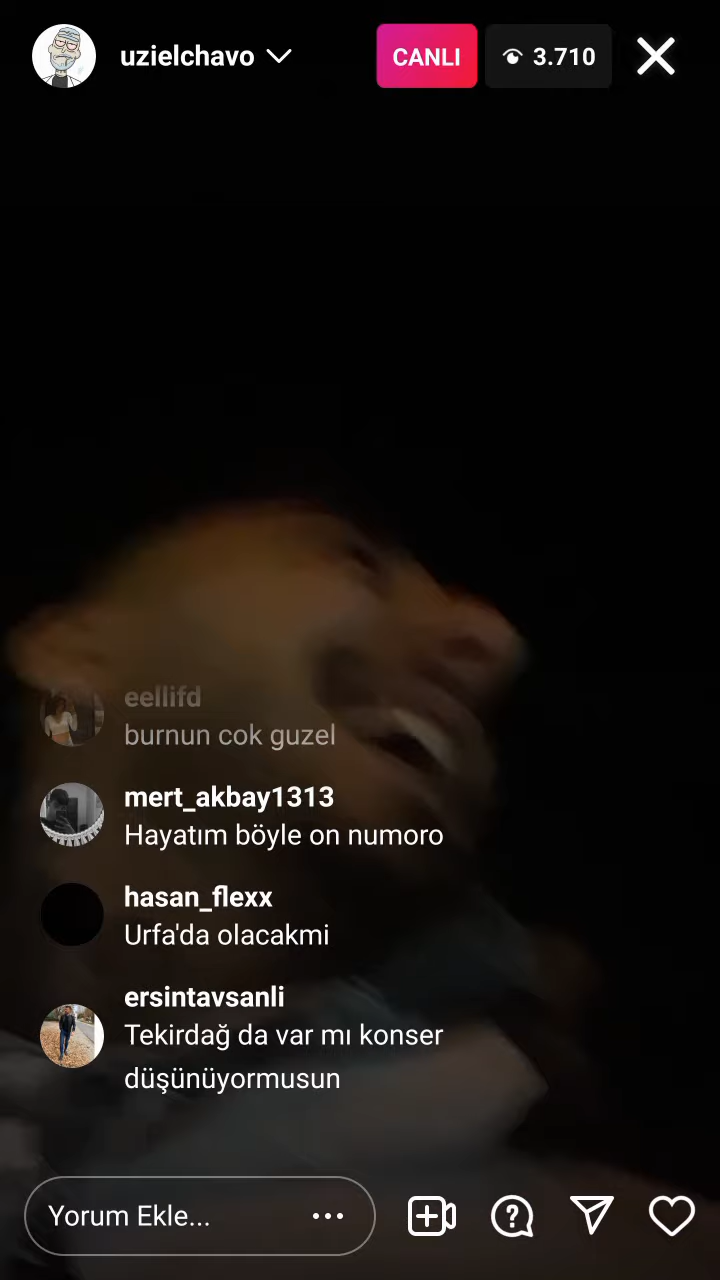 uzielchavo
CANLI
3.710
eellifd
burnun cok guzel
mert_akbay1313
Hayatım böyle on numoro
hasan_flexx
Urfa'da olacakmi
ersintavsanli
Tekirdağ da var mı konser
düşünüyormusun
Yorum Ekle...